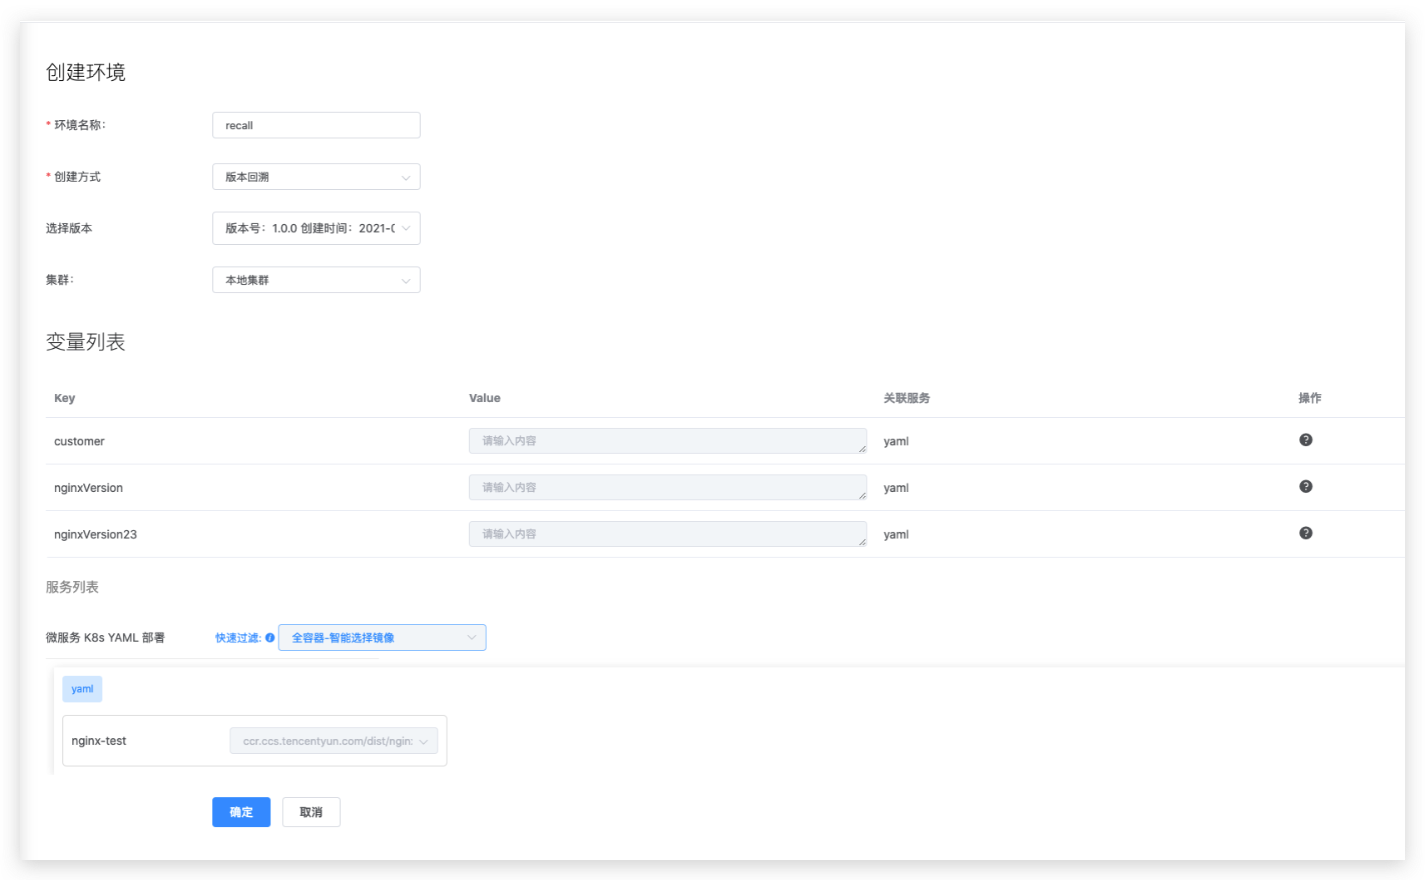 创建环境
* 环境名称: recall
* 创建方式 版本回溯
选择版本 版本号: 1.0.0 创建时间: 2021-0
集群: 本地集群
变量列表
Key Value 关联服务 操作
customer 请输入内容 yaml ?
nginxVersion 请输入内容 yaml ?
nginxVersion23 请输入内容 yaml ?
服务列表
微服务 K8s YAML 部署 快速过滤: 全容器-智能选择镜像
yaml
nginx-test ccr.ccs.tencentyun.com/dist/ngin:
确定 取消